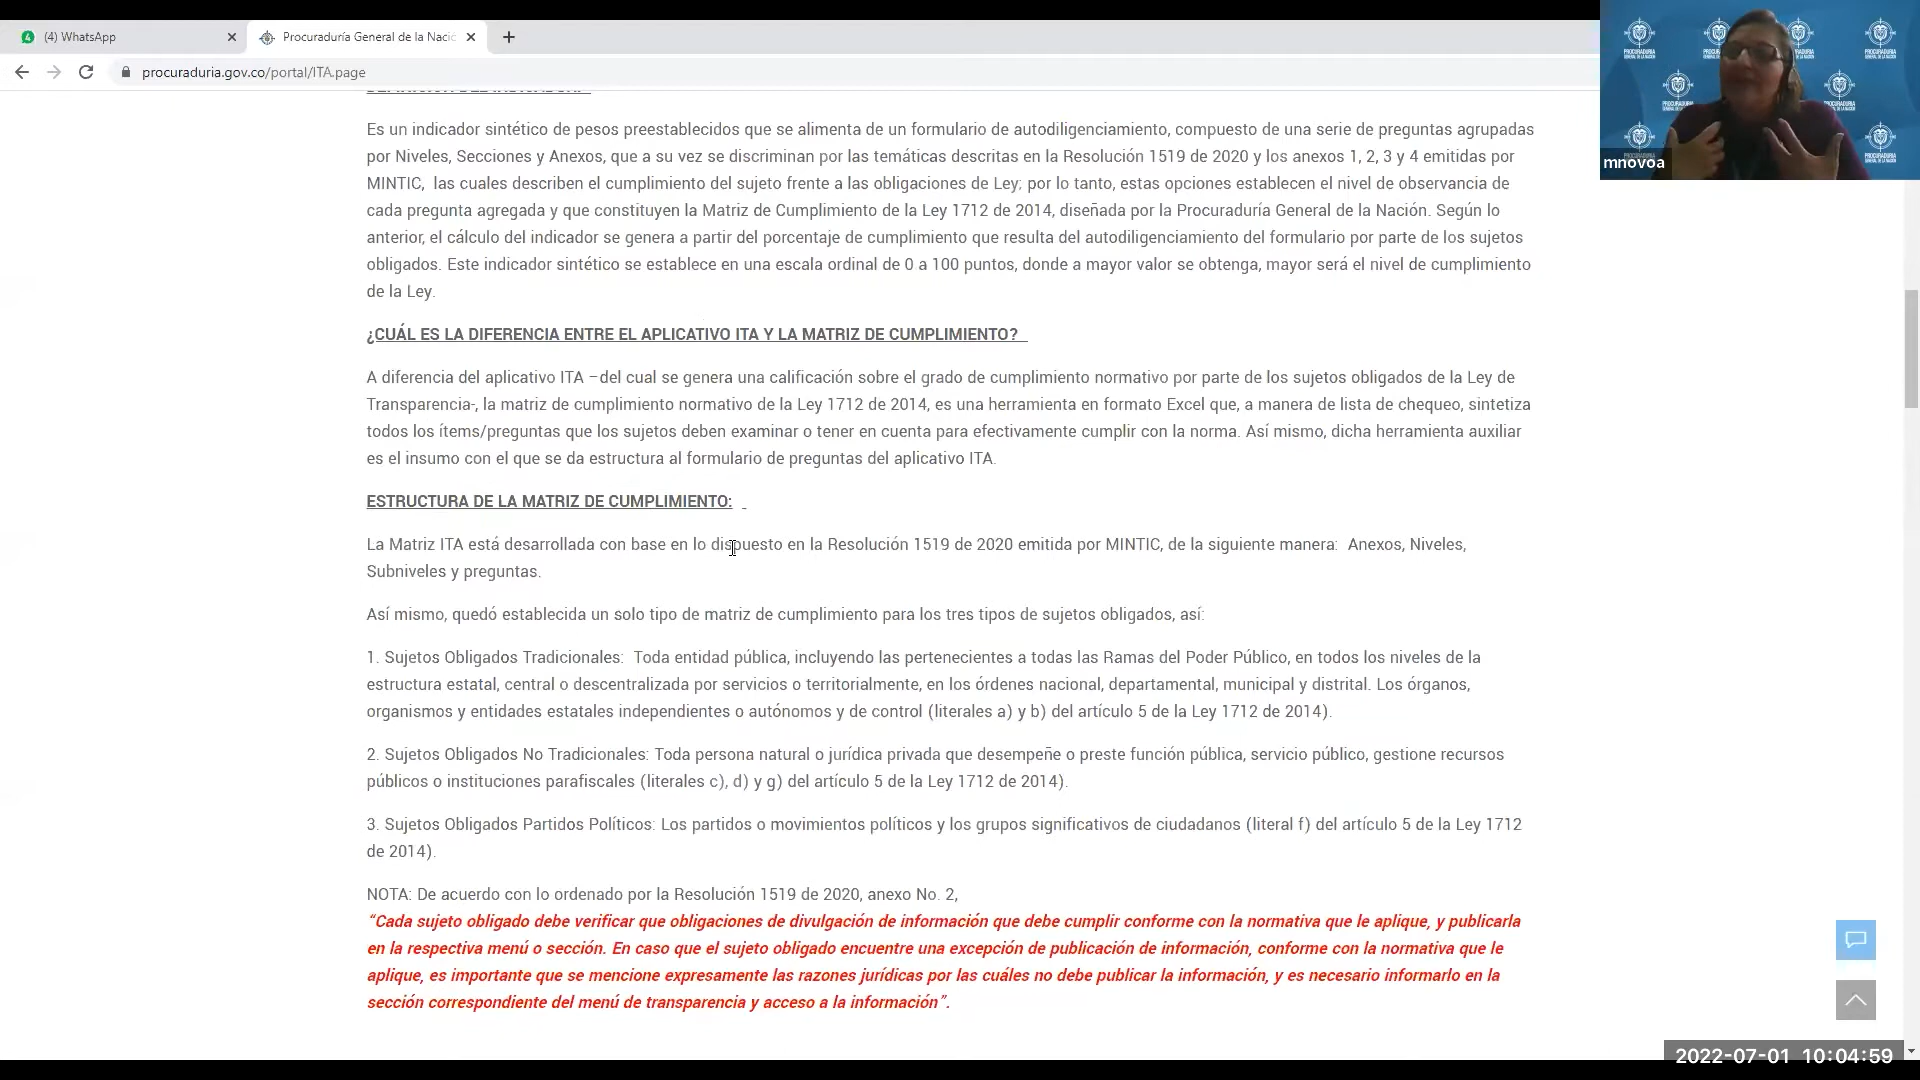 (4) WhatsApp
Procuraduría General de la Naci
procuraduria.gov.co/portal/ITA.page
Es un indicador sintético de pesos preestablecidos que se alimenta de un formulario de autodiligenciamiento, compuesto de una serie de preguntas agrupadas
por Niveles, Secciones y Anexos, que a su vez se discriminan por las temáticas descritas en la Resolución 1519 de 2020 y los anexos 1, 2, 3 y 4 emitidas por
MINTIC,  las cuales describen el cumplimiento del sujeto frente a las obligaciones de Ley; por lo tanto, estas opciones establecen el nivel de observancia de
cada pregunta agregada y que constituyen la Matriz de Cumplimiento de la Ley 1712 de 2014, diseñada por la Procuraduría General de la Nación. Según lo
anterior, el cálculo del indicador se genera a partir del porcentaje de cumplimiento que resulta del autodiligenciamiento del formulario por parte de los sujetos
obligados. Este indicador sintético se establece en una escala ordinal de 0 a 100 puntos, donde a mayor valor se obtenga, mayor será el nivel de cumplimiento
de la Ley.
¿CUÁL ES LA DIFERENCIA ENTRE EL APLICATIVO ITA Y LA MATRIZ DE CUMPLIMIENTO?
A diferencia del aplicativo ITA –del cual se genera una calificación sobre el grado de cumplimiento normativo por parte de los sujetos obligados de la Ley de
Transparencia-, la matriz de cumplimiento normativo de la Ley 1712 de 2014, es una herramienta en formato Excel que, a manera de lista de chequeo, sintetiza
todos los ítems/preguntas que los sujetos deben examinar o tener en cuenta para efectivamente cumplir con la norma. Así mismo, dicha herramienta auxiliar
es el insumo con el que se da estructura al formulario de preguntas del aplicativo ITA.
ESTRUCTURA DE LA MATRIZ DE CUMPLIMIENTO:
La Matriz ITA está desarrollada con base en lo dispuesto en la Resolución 1519 de 2020 emitida por MINTIC, de la siguiente manera:  Anexos, Niveles,
Subniveles y preguntas.
Así mismo, quedó establecida un solo tipo de matriz de cumplimiento para los tres tipos de sujetos obligados, así:
1. Sujetos Obligados Tradicionales:  Toda entidad pública, incluyendo las pertenecientes a todas las Ramas del Poder Público, en todos los niveles de la
estructura estatal, central o descentralizada por servicios o territorialmente, en los órdenes nacional, departamental, municipal y distrital. Los órganos,
organismos y entidades estatales independientes o autónomos y de control (literales a) y b) del artículo 5 de la Ley 1712 de 2014).
2. Sujetos Obligados No Tradicionales: Toda persona natural o jurídica privada que desempeñe o preste función pública, servicio público, gestione recursos
públicos o instituciones parafiscales (literales c), d) y g) del artículo 5 de la Ley 1712 de 2014).
3. Sujetos Obligados Partidos Políticos: Los partidos o movimientos políticos y los grupos significativos de ciudadanos (literal f) del artículo 5 de la Ley 1712
de 2014).
NOTA: De acuerdo con lo ordenado por la Resolución 1519 de 2020, anexo No. 2,
“Cada sujeto obligado debe verificar que obligaciones de divulgación de información que debe cumplir conforme con la normativa que le aplique, y publicarla
en la respectiva menú o sección. En caso que el sujeto obligado encuentre una excepción de publicación de información, conforme con la normativa que le
aplique, es importante que se mencione expresamente las razones jurídicas por las cuáles no debe publicar la información, y es necesario informarlo en la
sección correspondiente del menú de transparencia y acceso a la información”.
mnovoa
2022-07-01 10:04:59